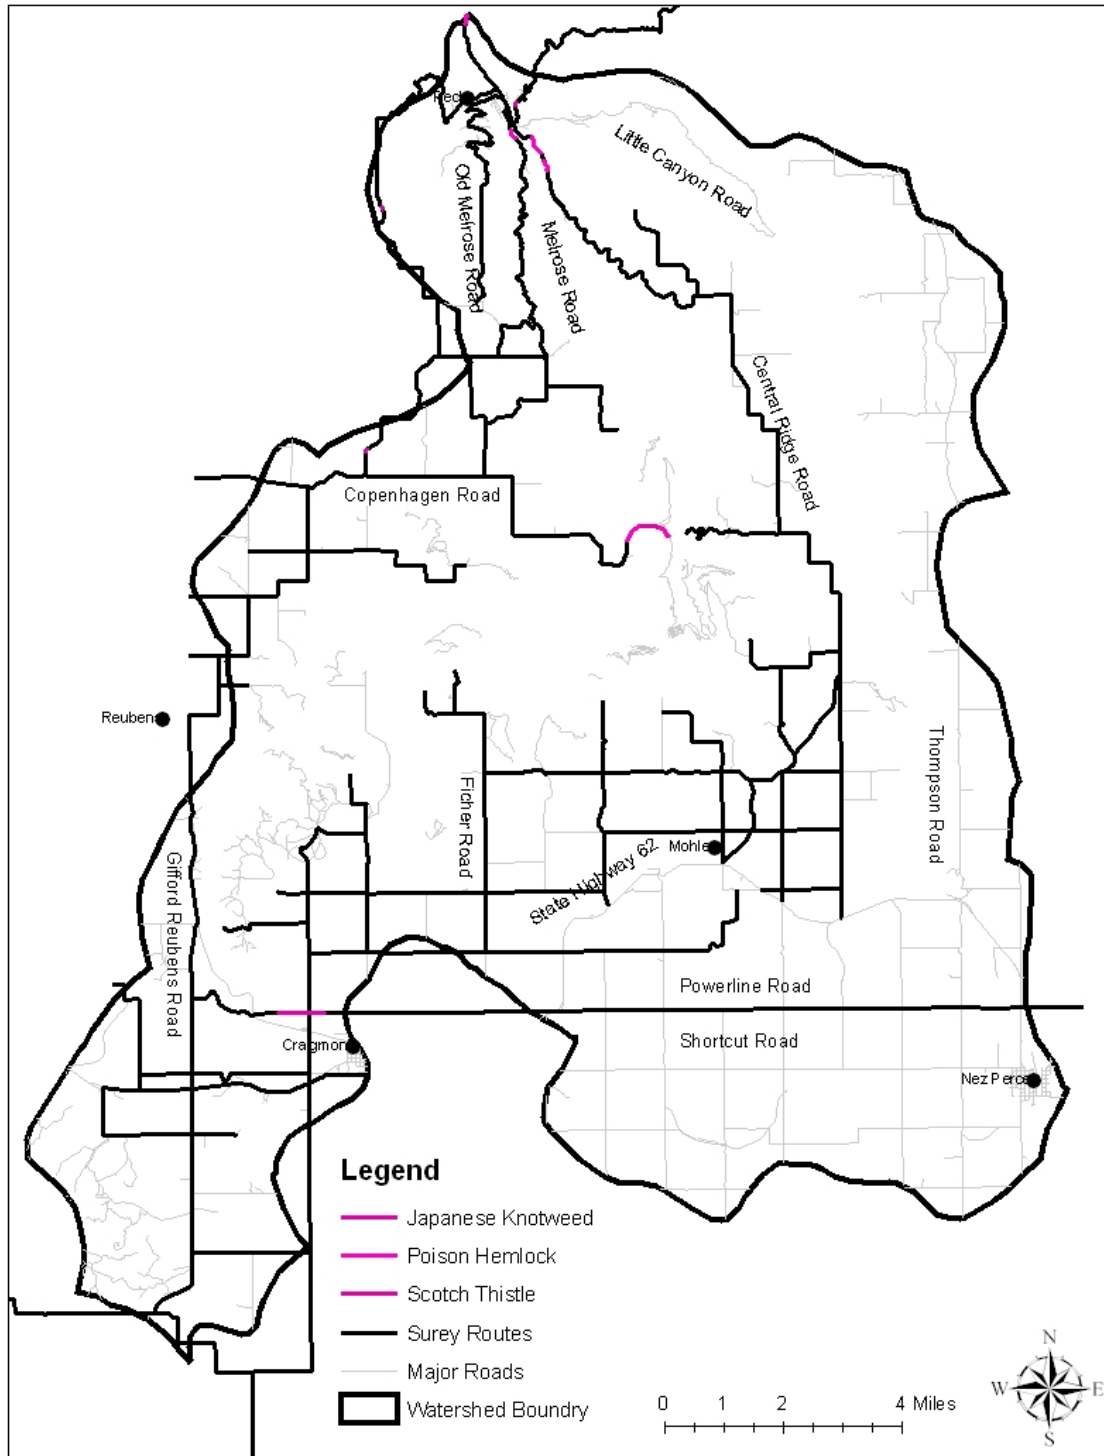 Little Canyon Road
Old Melrose Road
Melrose Road
Central Ridge Road
Copenhagen Road
Reuben
Thompson Road
Ficher Road
Mohle
State Highway 62
Gifford Reubens Road
Powerline Road
Shortcut Road
Craigmon
Nez Perce
Legend
Japanese Knotweed
Poison Hemlock
Scotch Thistle
Surey Routes
Major Roads
Watershed Boundry
0 1 2 4 Miles
N
W E
S